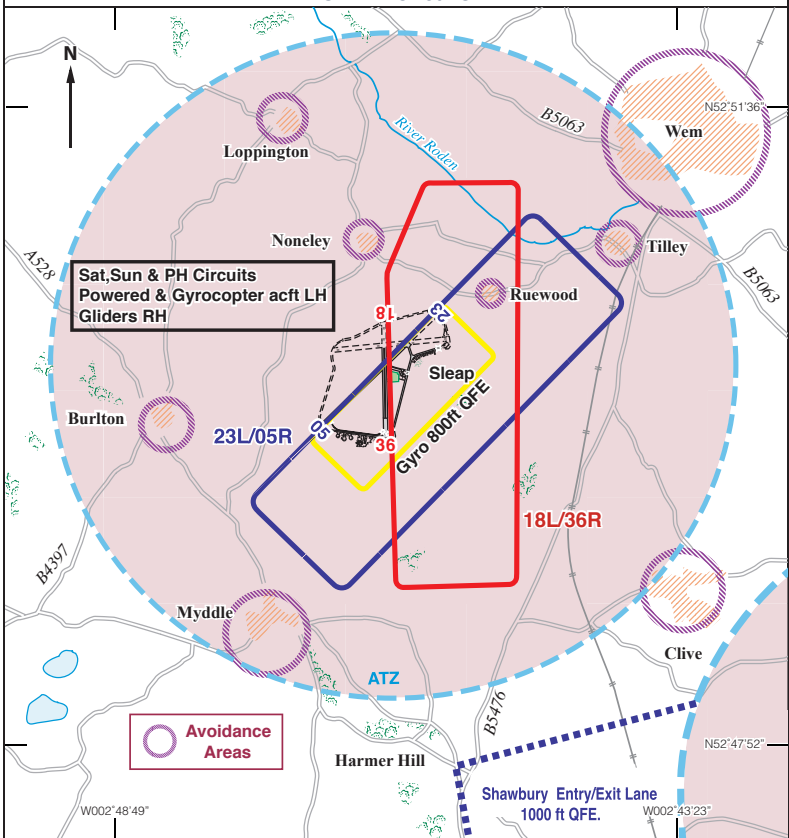 N
B5063
N52°51'36"
Wem
River Roden
Loppington
Noneley
Tilley
A528
Sat,Sun & PH Circuits
Powered & Gyrocopter acft LH
Gliders RH
B5063
Ruewood
18
23
Sleap
Burlton
23L/05R
05
36
Gyro 800ft QFE
18L/36R
B4397
Myddle
Clive
ATZ
B5476
Avoidance
Areas
Harmer Hill
N52°47'52"
Shawbury Entry/Exit Lane
1000 ft QFE.
W002°48'49"
W002°43'23"